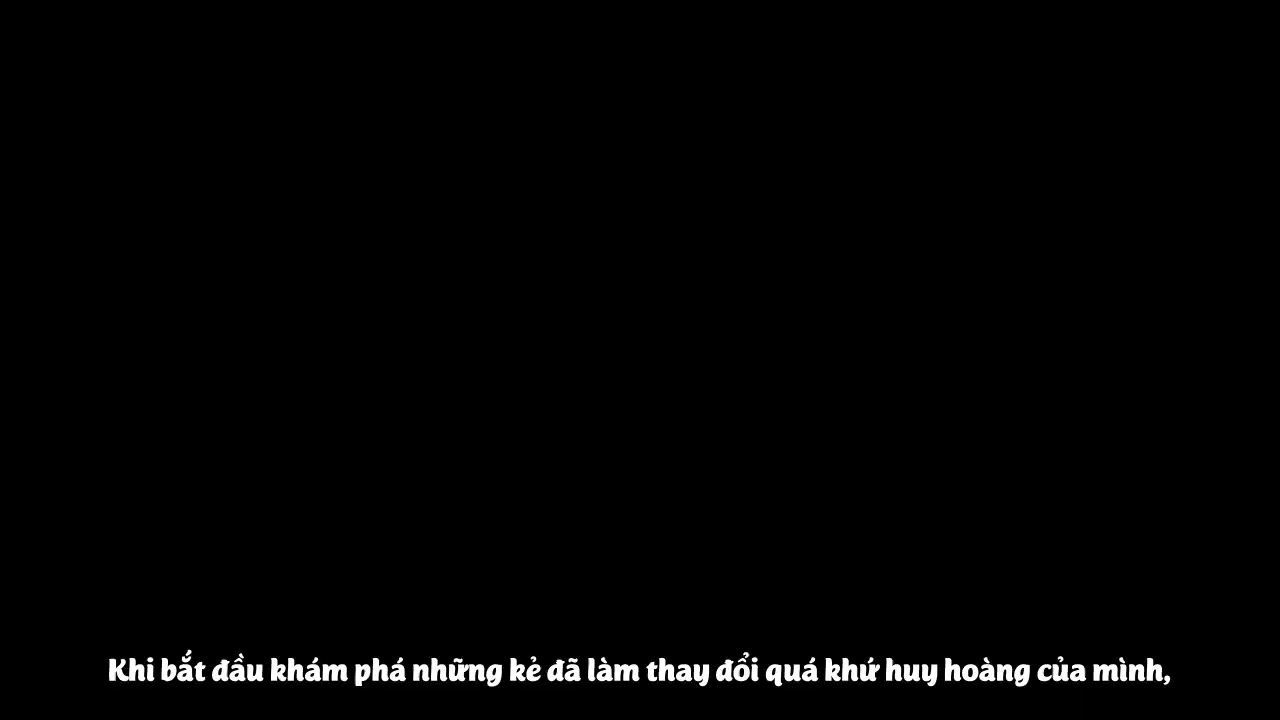 Khi bắt đầu khám phá những kẻ đã làm thay đổi quá khứ huy hoàng của mình,